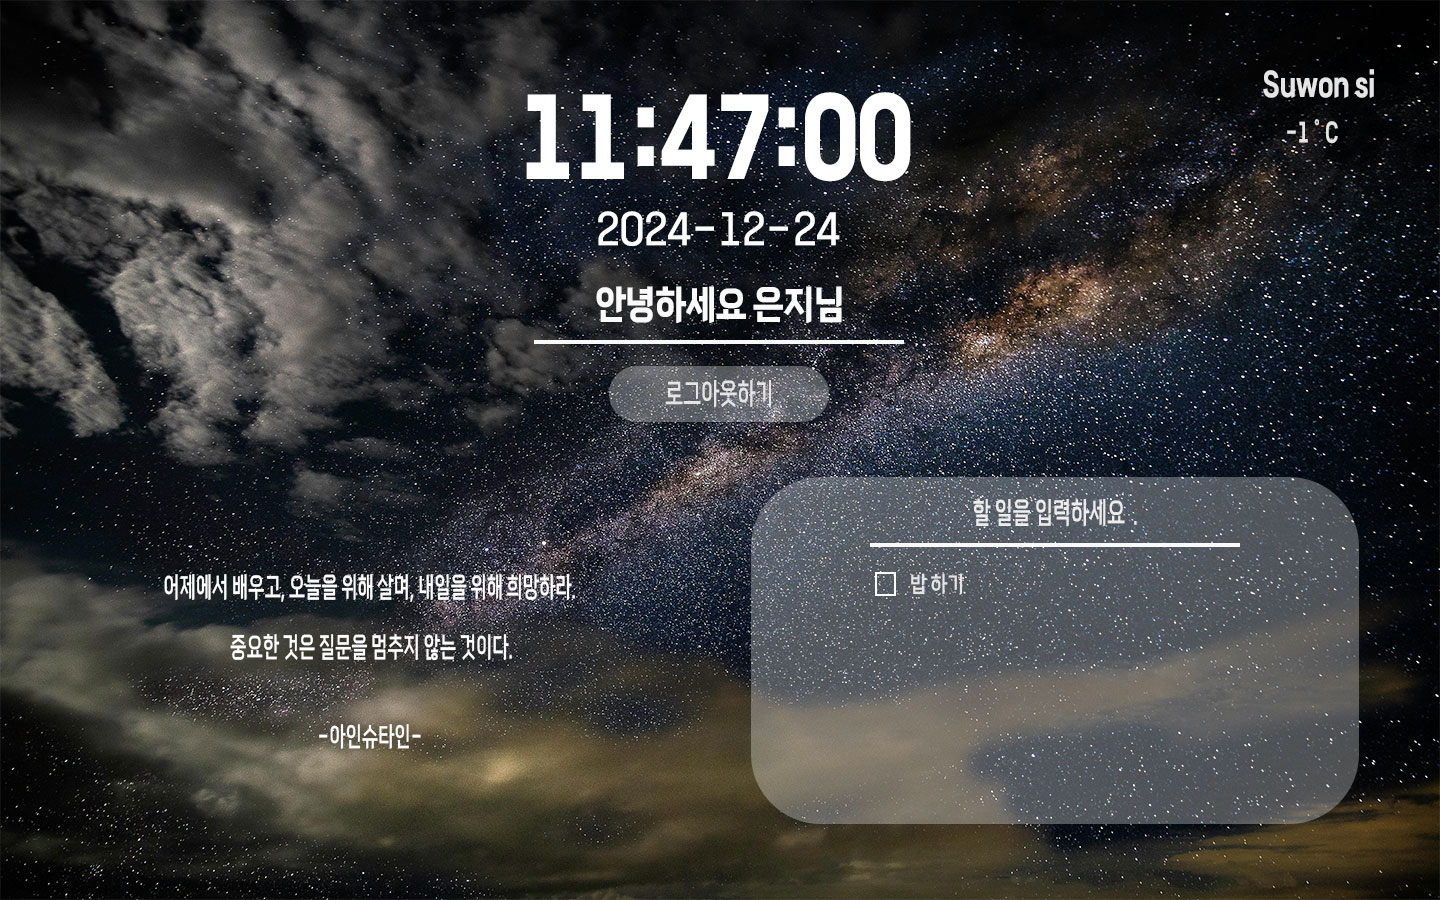 Suwon si
-1°C
11:47:00
2024-12-24
안녕하세요 은지님
로그아웃하기
할 일을 입력하세요 .
밥 하기
어제에서 배우고, 오늘을 위해 살며, 내일을 위해 희망하라.
중요한 것은 질문을 멈추지 않는 것이다.
-아인슈타인-